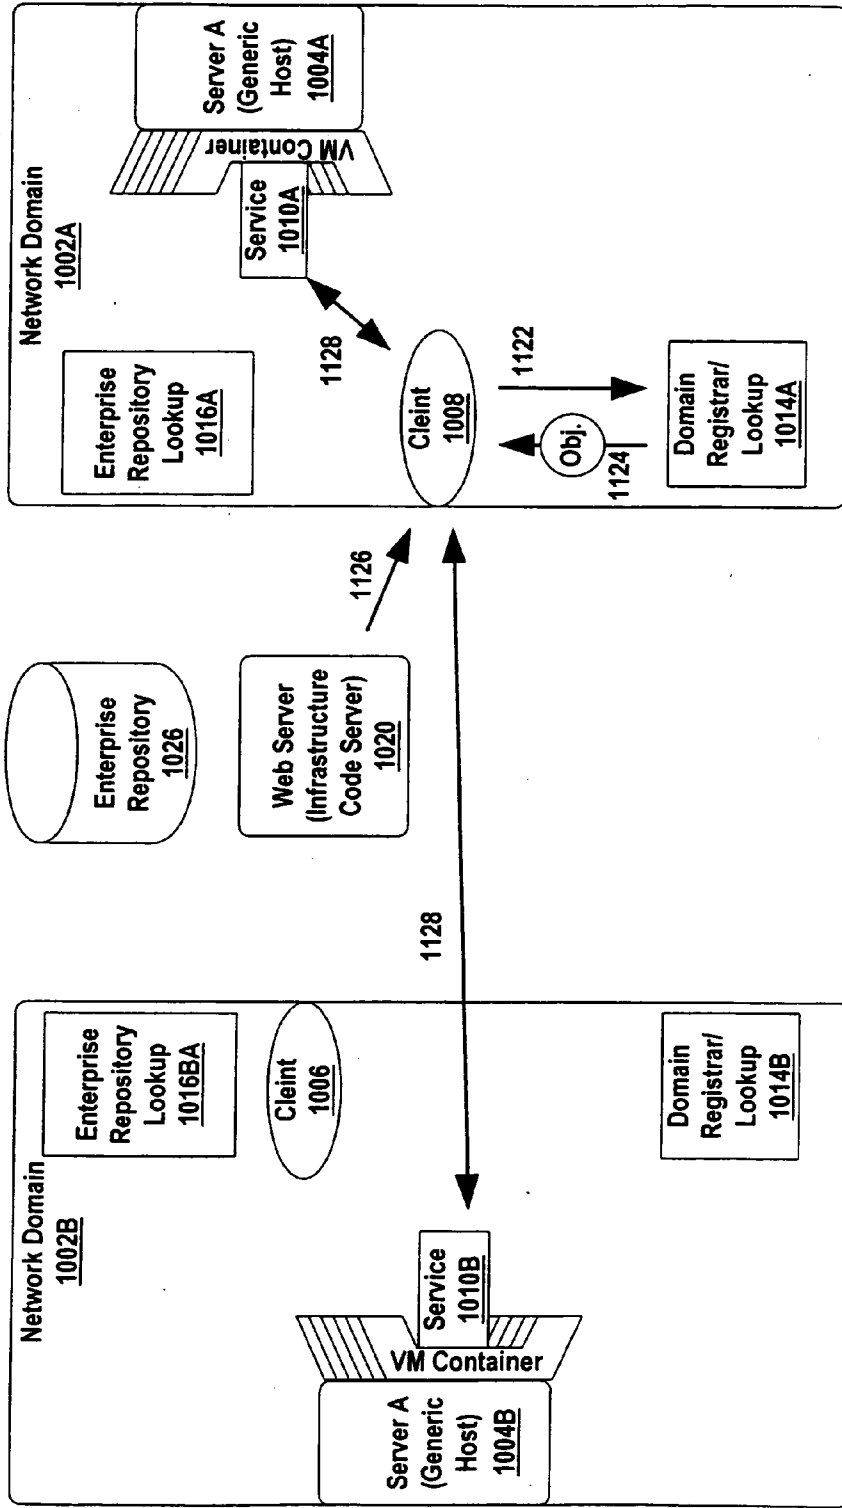 Network Domain
1002B
Enterprise
Repository
Lookup
1016BA
Cleint
1006
Server A
(Generic
Host)
1004B
VM Container
Service
1010B
Domain
Registrar/
Lookup
1014B
1128
Enterprise
Repository
1026
Web Server
(Infrastructure
Code Server)
1020
1126
Network Domain
1002A
Enterprise
Repository
Lookup
1016A
Server A
(Generic
Host)
1004A
VM Container
Service
1010A
1128
Cleint
1008
1122
Obj.
1124
Domain
Registrar/
Lookup
1014A